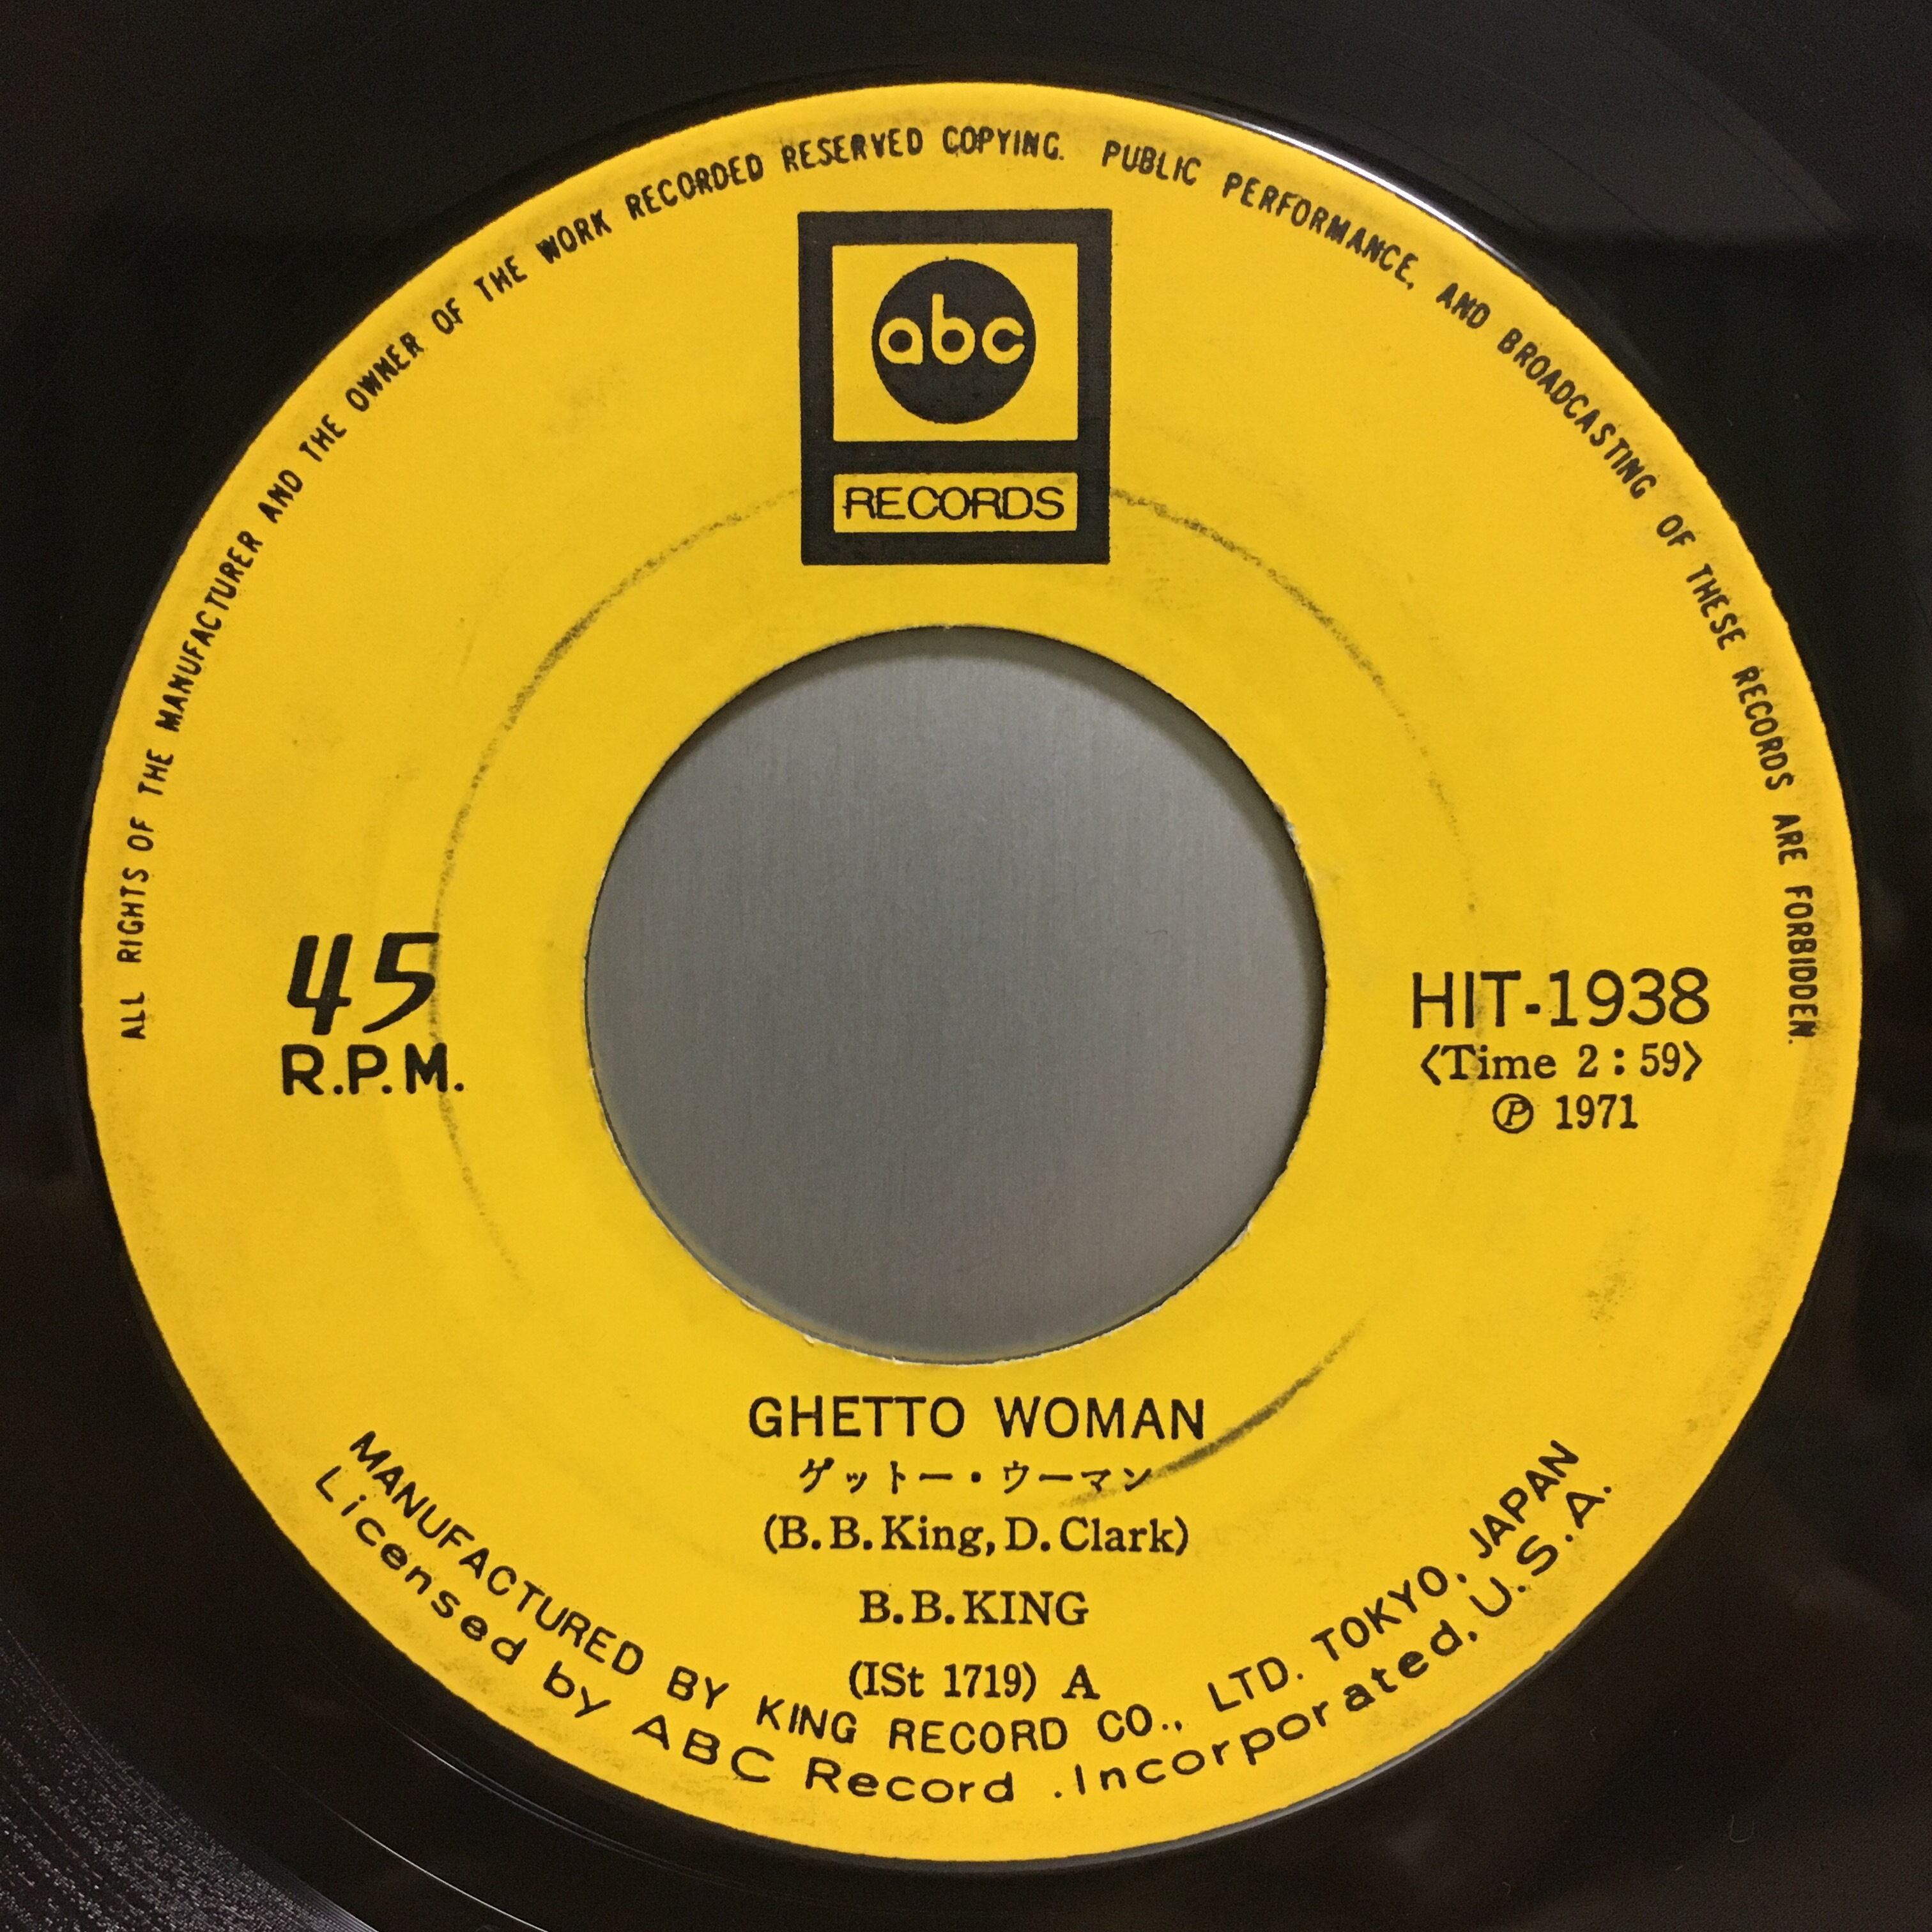 ALL RIGHTS OF THE MANUFACTURER AND THE OWNER OF THE WORK RECORDED RESERVED COPYING. PUBLIC PERFORMANCE, AND BROADCASTING OF THESE RECORDS ARE FORBIDDEN.
abc
RECORDS
45
R.P.M.
HIT-1938
〈Time 2:59〉
Ⓟ 1971
GHETTO WOMAN
ゲットー・ウーマン
(B.B.King, D.Clark)
B.B.KING
(ISt 1719) A
MANUFACTURED BY KING RECORD CO., LTD. TOKYO. JAPAN
Licensed by ABC Record .Incorporated, U.S.A.